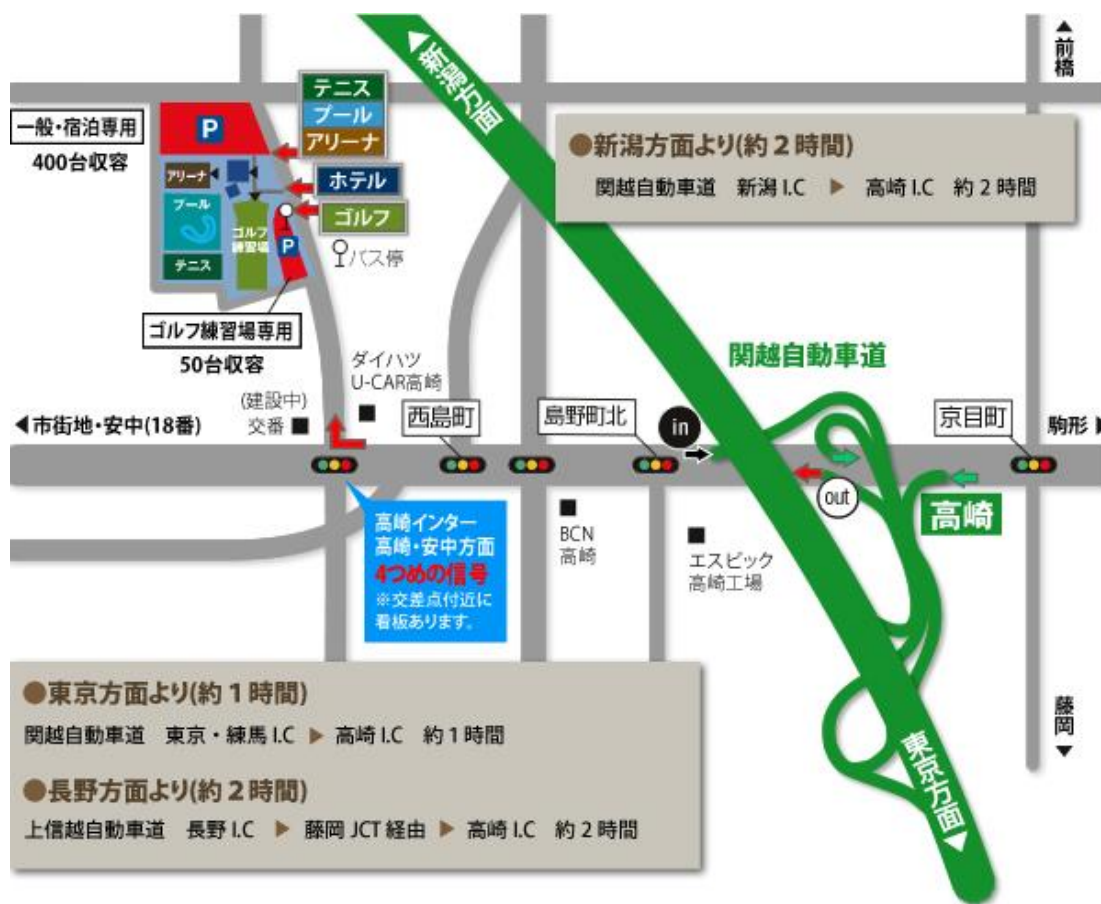 ▲新潟方面
▲前橋
テニス
プール
アリーナ
ホテル
ゴルフ
バス停
一般・宿泊専用
400台収容
P
アリーナ
プール
ゴルフ
練習場
テニス
P
ゴルフ練習場専用
50台収容
●新潟方面より(約2時間)
関越自動車道 新潟I.C ▶ 高崎I.C 約2時間
関越自動車道
(建設中)
交番 ■
ダイハツ
U-CAR高崎
■
西島町
島野町北
in
京目町
◀市街地・安中(18番)
駒形▶
out
高崎
高崎インター
高崎・安中方面
4つめの信号
※交差点付近に
看板あります。
■
BCN
高崎
■
エスビック
高崎工場
●東京方面より(約1時間)
関越自動車道 東京・練馬I.C ▶ 高崎I.C 約1時間
●長野方面より(約2時間)
上信越自動車道 長野I.C ▶ 藤岡JCT経由 ▶ 高崎I.C 約2時間
東京方面▼
藤岡▼